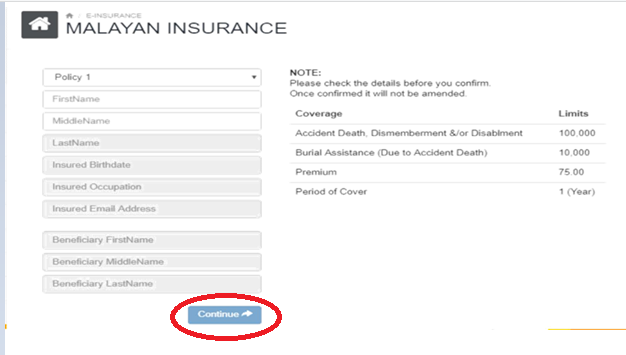 / E-INSURANCE
MALAYAN INSURANCE
Policy 1
FirstName
MiddleName
LastName
Insured Birthdate
Insured Occupation
Insured Email Address
Beneficiary FirstName
Beneficiary MiddleName
Beneficiary LastName
Continue
NOTE:
Please check the details before you confirm.
Once confirmed it will not be amended.
Coverage Limits
Accident Death, Dismemberment &/or Disablment 100,000
Burial Assistance (Due to Accident Death) 10,000
Premium 75.00
Period of Cover 1 (Year)